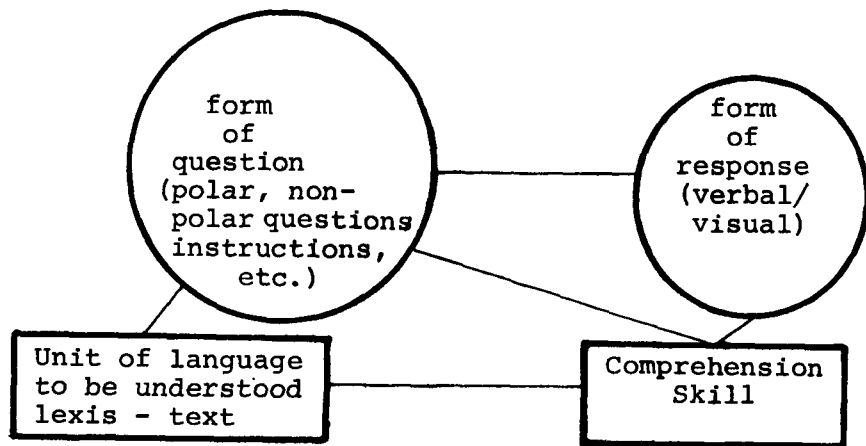 form
of
question
(polar, non-
polar questions
instructions,
etc.)
form
of
response
(verbal/
visual)
Unit of language
to be understood
lexis - text
Comprehension
Skill